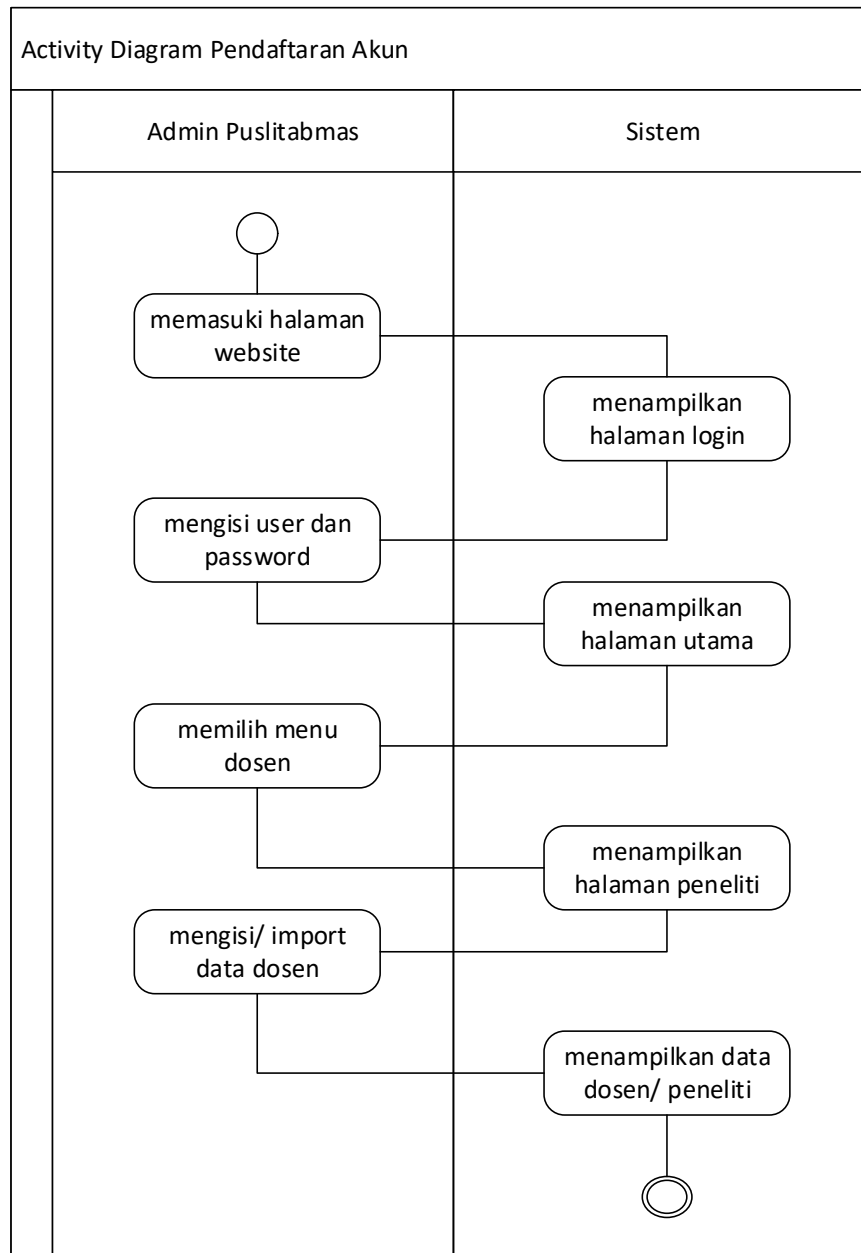 Activity Diagram Pendaftaran Akun
Admin Puslitabmas
Sistem
memasuki halaman
website
menampilkan
halaman login
mengisi user dan
password
menampilkan
halaman utama
memilih menu
dosen
menampilkan
halaman peneliti
mengisi/ import
data dosen
menampilkan data
dosen/ peneliti